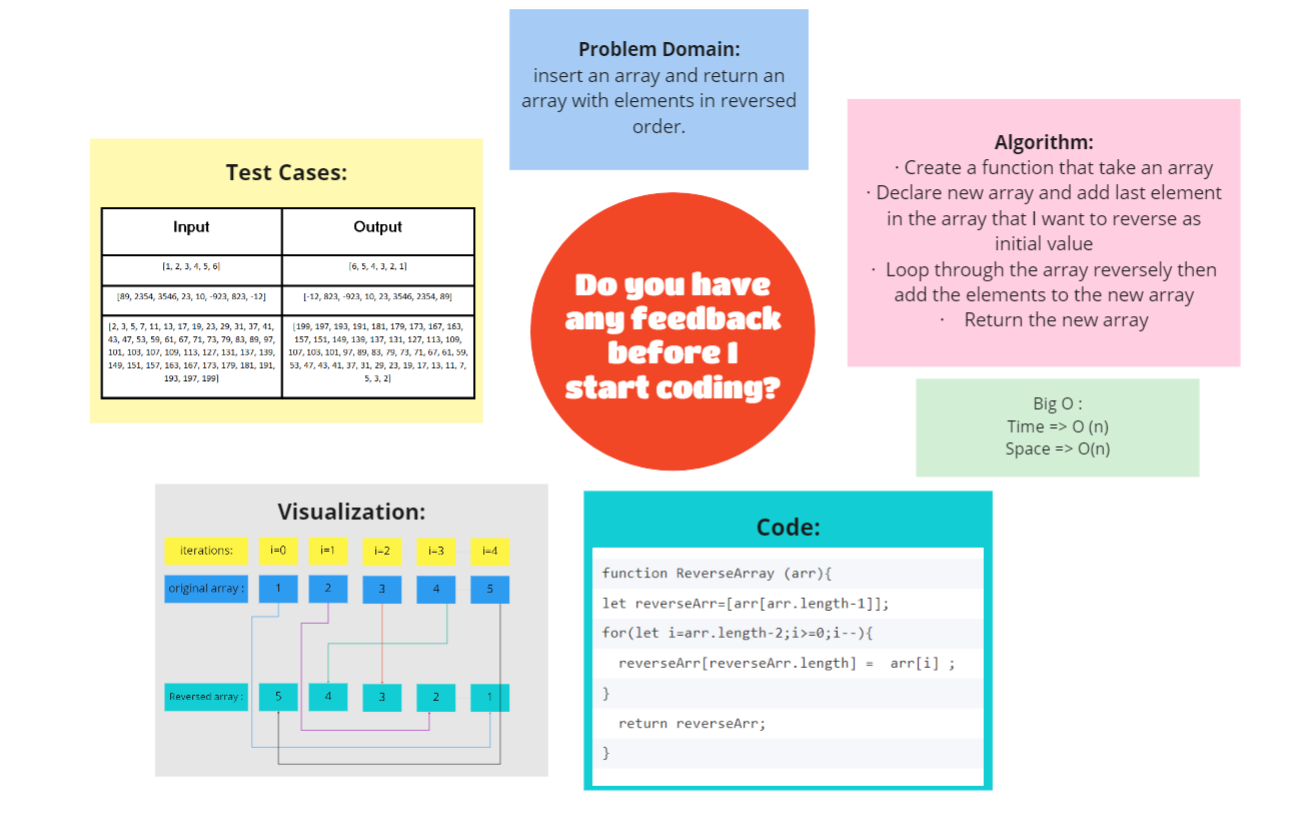 Problem Domain:
insert an array and return an
array with elements in reversed
order.
Test Cases:
Input Output
[1, 2, 3, 4, 5, 6] [6, 5, 4, 3, 2, 1]
[89, 2354, 3546, 23, 10, -923, 823, -12] [-12, 823, -923, 10, 23, 3546, 2354, 89]
[2, 3, 5, 7, 11, 13, 17, 19, 23, 29, 31, 37, 41,
43, 47, 53, 59, 61, 67, 71, 73, 79, 83, 89, 97,
101, 103, 107, 109, 113, 127, 131, 137, 139,
149, 151, 157, 163, 167, 173, 179, 181, 191,
193, 197, 199]
[199, 197, 193, 191, 181, 179, 173, 167, 163,
157, 151, 149, 139, 137, 131, 127, 113, 109,
107, 103, 101, 97, 89, 83, 79, 73, 71, 67, 61, 59,
53, 47, 43, 41, 37, 31, 29, 23, 19, 17, 13, 11, 7,
5, 3, 2]
Do you have
any feedback
before I
start coding?
Algorithm:
· Create a function that take an array
· Declare new array and add last element
in the array that I want to reverse as
initial value
· Loop through the array reversely then
add the elements to the new array
· Return the new array
Big O :
Time => O (n)
Space => O(n)
Visualization:
iterations: i=0 i=1 i=2 i=3 i=4
original array : 1 2 3 4 5
Reversed array : 5 4 3 2 1
Code:
function ReverseArray (arr){
let reverseArr=[arr[arr.length-1]];
for(let i=arr.length-2;i>=0;i--){
reverseArr[reverseArr.length] = arr[i] ;
}
return reverseArr;
}